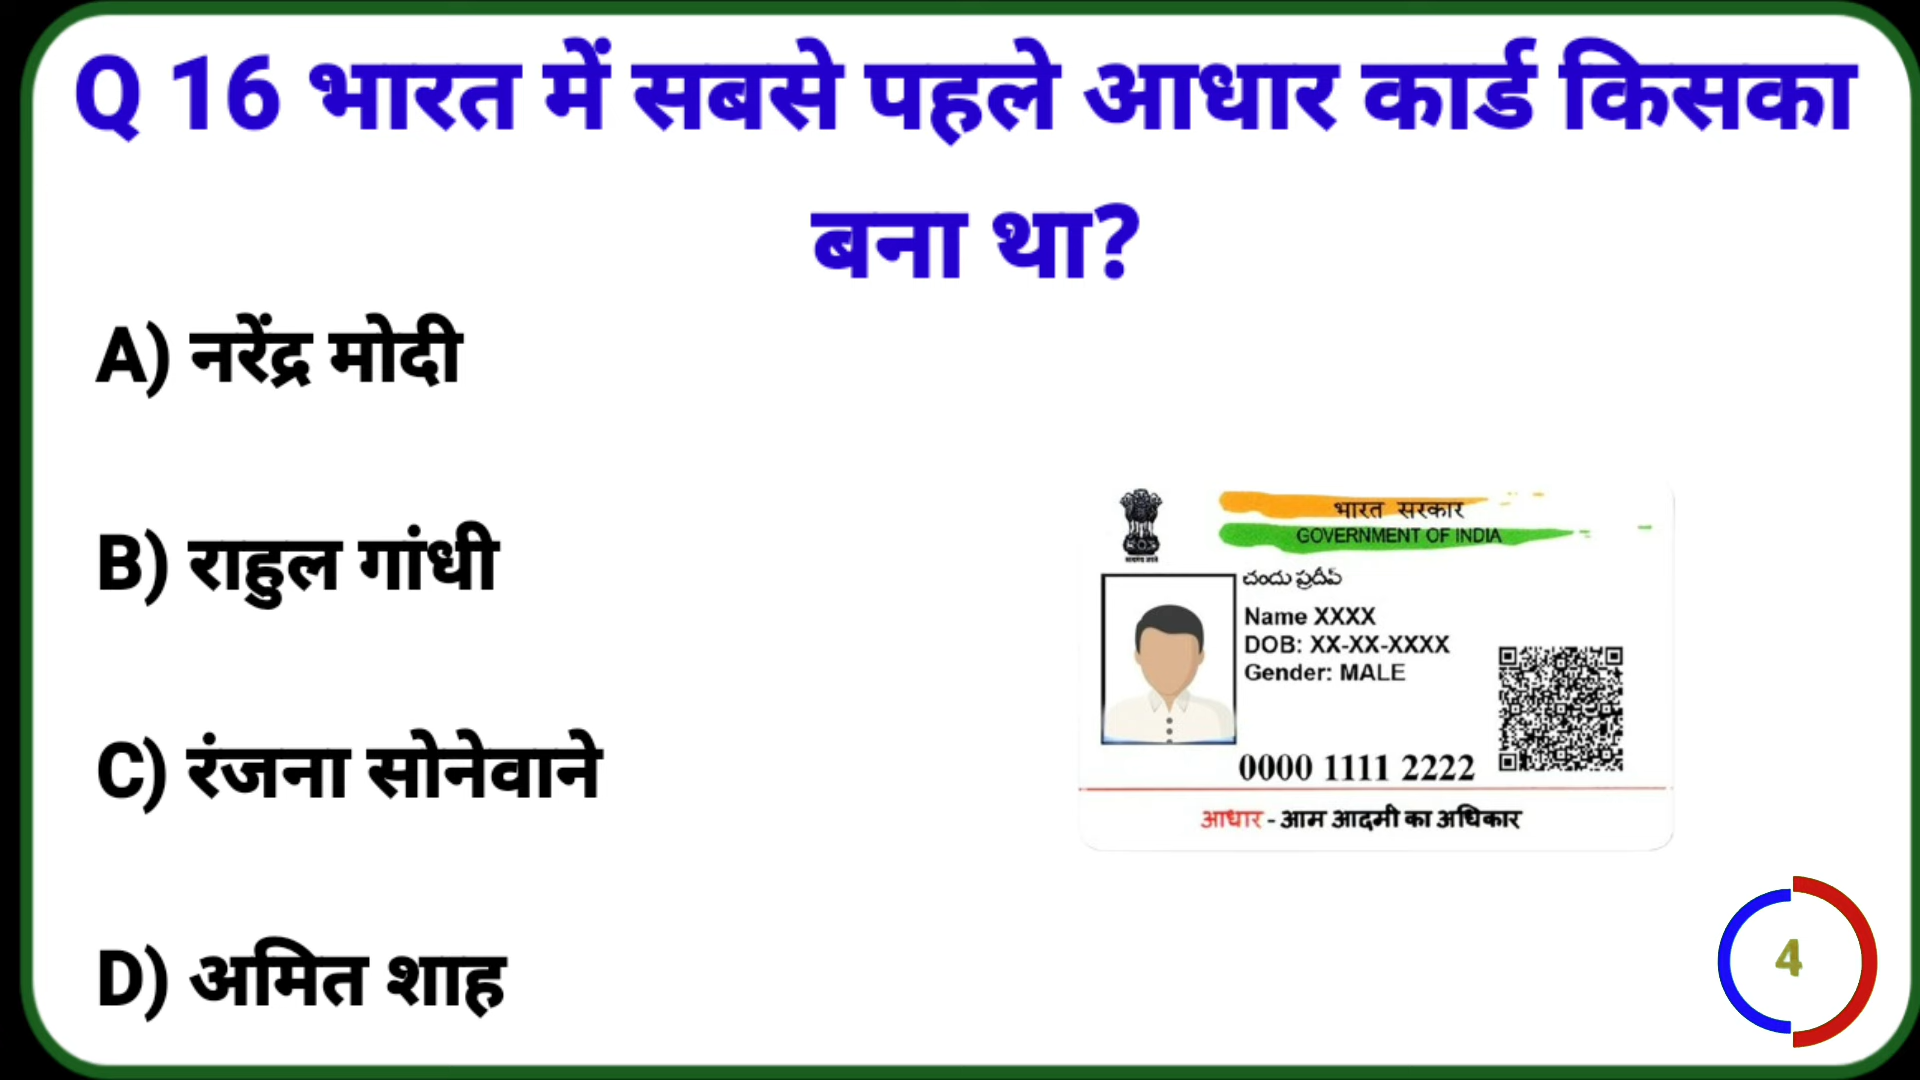 Q 16 भारत में सबसे पहले आधार कार्ड किसका
बना था?
A) नरेंद्र मोदी
B) राहुल गांधी
C) रंजना सोनेवाने
D) अमित शाह
भारत सरकार
GOVERNMENT OF INDIA
చందు ప్రదీప్
Name XXXX
DOB: XX-XX-XXXX
Gender: MALE
0000 1111 2222
आधार - आम आदमी का अधिकार
4